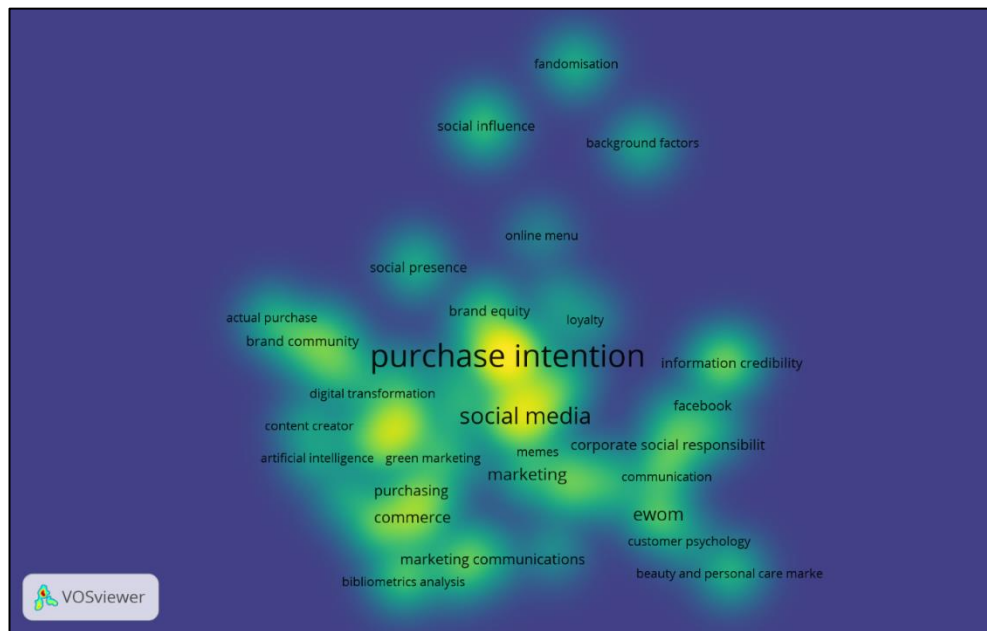 fandomisation
social influence
background factors
online menu
social presence
brand equity
actual purchase
loyalty
brand community
purchase intention
information credibility
digital transformation
facebook
social media
content creator
corporate social responsibilit
memes
artificial intelligence
green marketing
marketing
communication
purchasing
commerce
ewom
customer psychology
marketing communications
beauty and personal care marke
bibliometrics analysis
VOSviewer